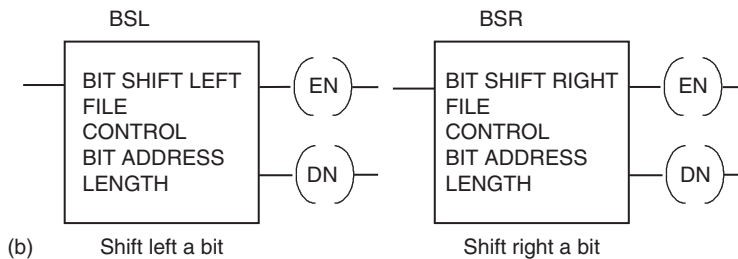 BSL
BIT SHIFT LEFT
FILE
CONTROL
BIT ADDRESS
LENGTH
EN
DN
BSR
BIT SHIFT RIGHT
FILE
CONTROL
BIT ADDRESS
LENGTH
EN
DN
(b)
Shift left a bit
Shift right a bit